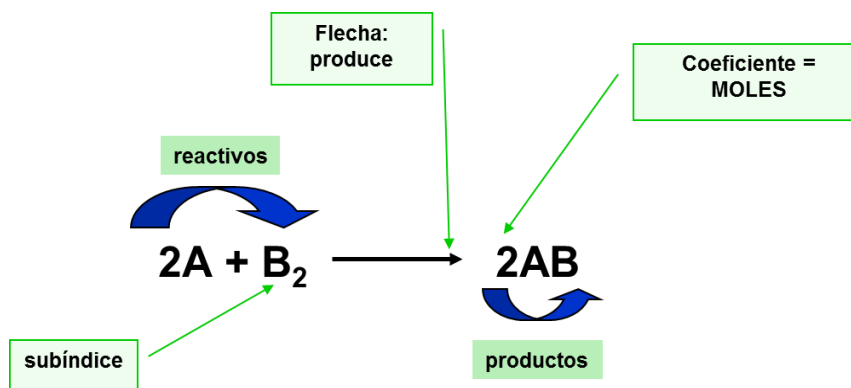 Flecha:
produce
Coeficiente =
MOLES
reactivos
2A + B₂
2AB
subíndice
productos